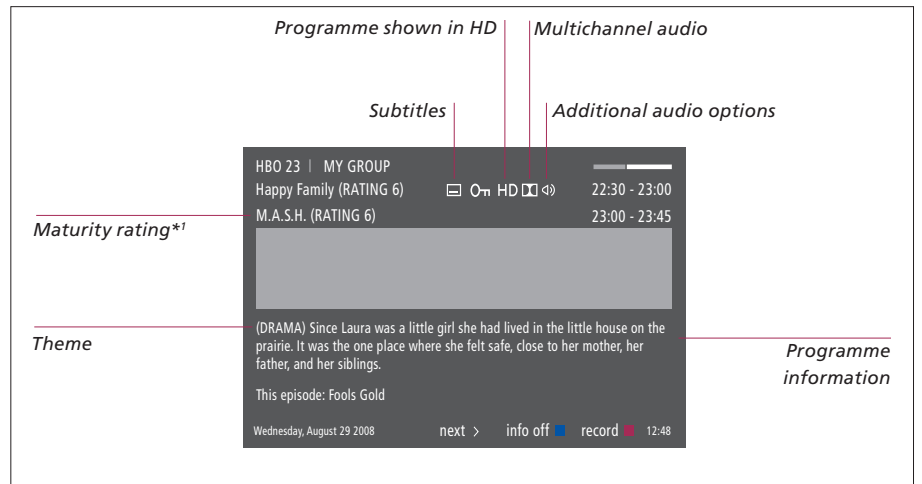 Programme shown in HD
Multichannel audio
Subtitles
Additional audio options
HBO 23 | MY GROUP
Happy Family (RATING 6) HD 22:30 - 23:00
M.A.S.H. (RATING 6) 23:00 - 23:45
Maturity rating*1
(DRAMA) Since Laura was a little girl she had lived in the little house on the
prairie. It was the one place where she felt safe, close to her mother, her
father, and her siblings.
Theme
Programme
information
This episode: Fools Gold
Wednesday, August 29 2008 next > info off record 12:48